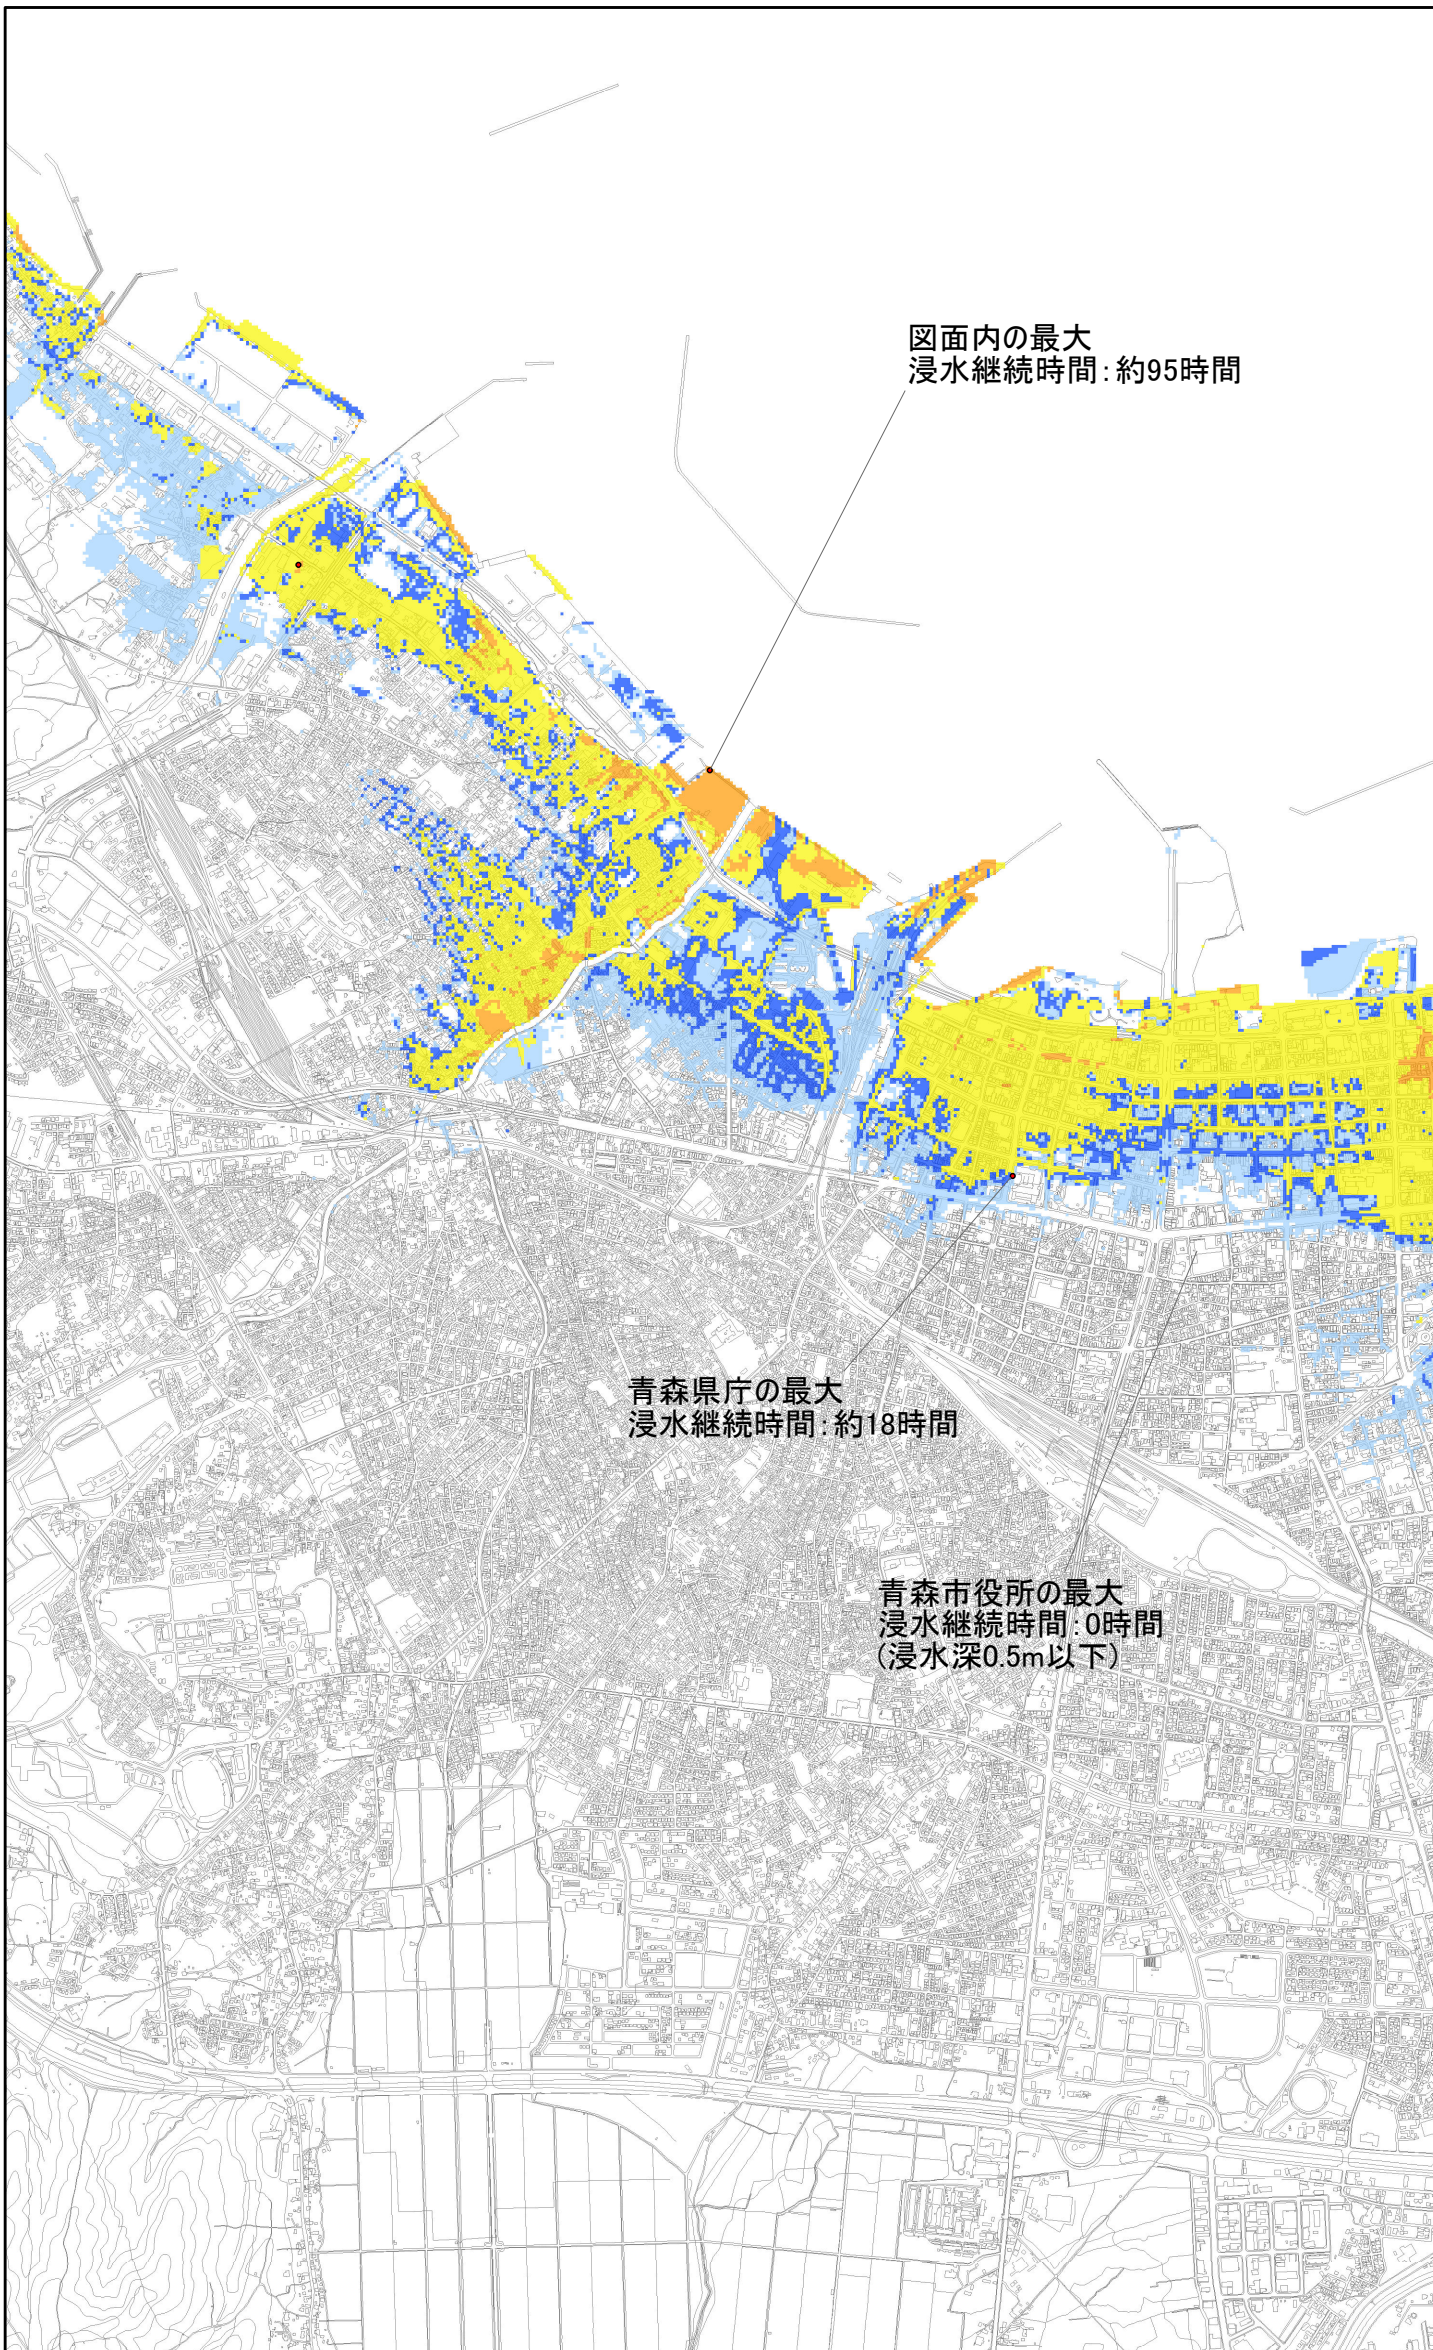 図面内の最大
浸水継続時間:約95時間
青森県庁の最大
浸水継続時間:約18時間
青森市役所の最大
浸水継続時間:0時間
(浸水深0.5m以下)